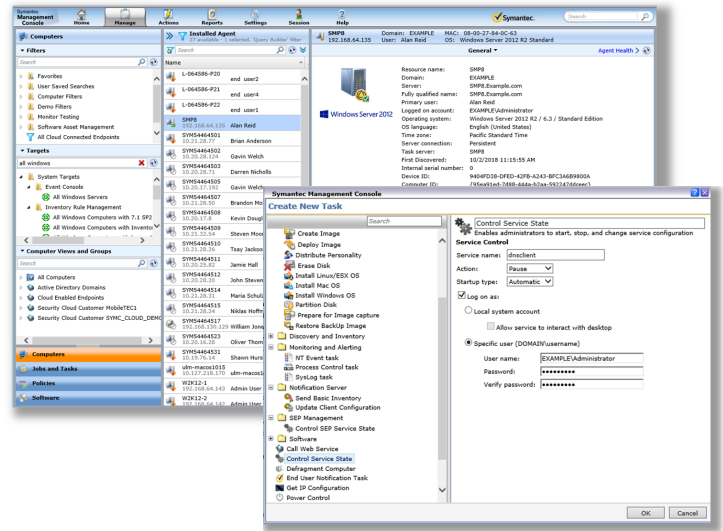 Symantec
Management
Console
Home
Manage
Actions
Reports
Settings
Session
Help
Symantec.
Search
Computers
Filters
Search
Favorites
User Saved Searches
Computer Filters
Demo Filters
Monitor Testing
Software Asset Management
All Cloud Connected Endpoints
Targets
all windows
System Targets
Event Console
All Windows Servers
Inventory Rule Management
All Windows Computers with 7.1 SP2
All Windows Computers with Inventor
Computer Views and Groups
Search
All Computers
Active Directory Domains
Cloud Enabled Endpoints
Security Cloud Customer MobileTEC1
Security Cloud Customer SYMC_CLOUD_DEMO
Computers
Jobs and Tasks
Policies
Software
Installed Agent
27 available - 1 selected, 'Query Builder' filter
Search
Name
L-064586-P20
end user2
L-064586-P21
end user4
L-064586-P22
end user1
SMP8
192.168.64.135 Alan Reid
SYM54464501
10.21.28.77 Brian Anderson
SYM54464502
10.20.28.124 Gavin Welch
SYM54464503
10.20.28.71 Darren Nicholls
SYM54464505
10.20.17.192 Gavin Welch
SYM54464507
10.21.28.50 Brandon Mo
SYM54464508
10.20.17.8 Kevin Dougl
SYM54464509
10.21.32.54 Steven Moor
SYM54464510
10.21.28.26 Tsay Jackso
SYM54464511
10.20.25.82 Jamie Hall
SYM54464512
10.20.28.20 John Steven
SYM54464514
10.21.28.31 Maria Schulz
SYM54464515
10.21.28.24 Niklas Hoffm
SYM54464517
192.168.130.129 William Jone
SYM54464523
10.20.16.28 Oliver Thom
SYM54464531
10.19.76.14 Shawn Hurs
ulm-macos1015
10.127.218.170 ulm-macos1
W2K12-1
192.168.64.143 Admin User
W2K12-2
192.168.64.142 Admin User
SMP8 Domain: EXAMPLE MAC: 08-00-27-84-0C-63
192.168.64.135 User: Alan Reid OS: Windows Server 2012 R2 Standard
General
Agent Health
Windows Server 2012
Resource name: SMP8
Domain: EXAMPLE
Server: SMP8.Example.com
Fully qualified name: SMP8.Example.com
Primary user: Alan Reid
Logged on account: EXAMPLE\Administrator
Operating system: Windows Server 2012 R2 / 6.3 / Standard Edition
OS language: English (United States)
Time zone: Pacific Standard Time
Server connection: Persistent
Task server: SMP8
First Discovered: 10/2/2018 11:15:55 AM
Internal serial number: 0
Device ID: 9404FD38-DFED-42FB-A243-BFC3A6B9800A
Computer ID:
Symantec Management Console
Create New Task
Search
Create Image
Deploy Image
Distribute Personality
Erase Disk
Install Linux/ESX OS
Install Mac OS
Install Windows OS
Partition Disk
Prepare for Image capture
Restore BackUp Image
Discovery and Inventory
Monitoring and Alerting
NT Event task
Process Control task
SysLog task
Notification Server
Send Basic Inventory
Update Client Configuration
SEP Management
Control SEP Service State
Software
Call Web Service
Control Service State
Defragment Computer
End User Notification Task
Get IP Configuration
Power Control
Control Service State
Enables administrators to start, stop, and change service configuration
Service Control
Service name: dnsclient
Action: Pause
Startup type: Automatic
Log on as:
Local system account
Allow service to interact with desktop
Specific user (DOMAIN\username)
User name: EXAMPLE\Administrator
Password: •••••••••
Verify password: •••••••••
OK
Cancel